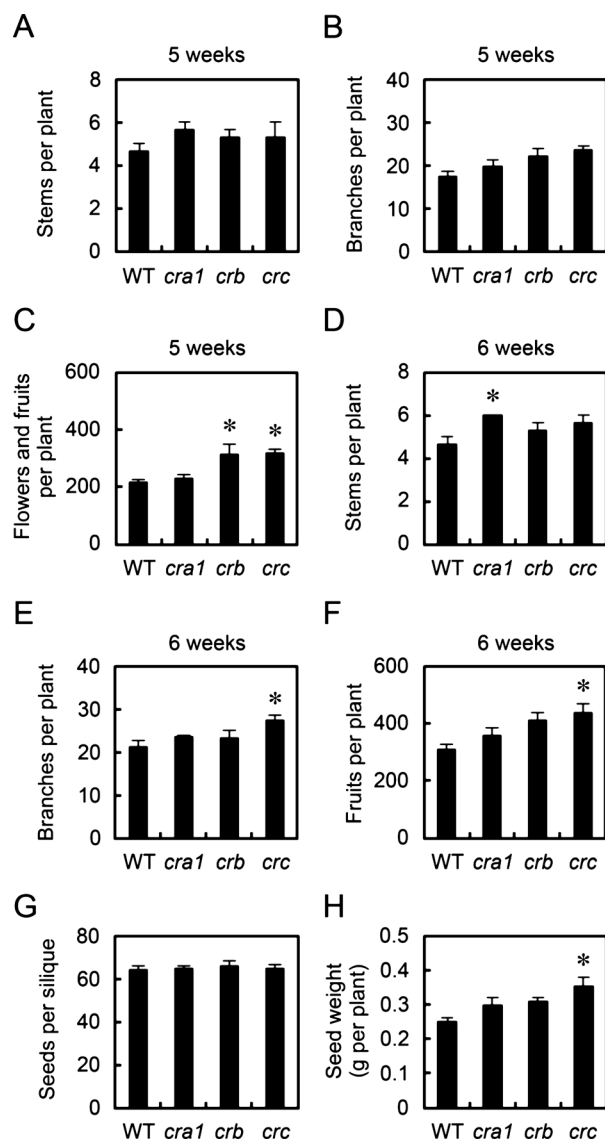 A
5 weeks
Stems per plant
8
6
4
2
0
WT cra1 crb crc
B
5 weeks
Branches per plant
40
30
20
10
0
WT cra1 crb crc
C
5 weeks
Flowers and fruits
per plant
600
400
200
0
* *
WT cra1 crb crc
D
6 weeks
Stems per plant
8
6
4
2
0
*
WT cra1 crb crc
E
6 weeks
Branches per plant
40
30
20
10
0
*
WT cra1 crb crc
F
6 weeks
Fruits per plant
600
400
200
0
*
WT cra1 crb crc
G
Seeds per silique
80
60
40
20
0
WT cra1 crb crc
H
Seed weight
(g per plant)
0.5
0.4
0.3
0.2
0.1
0
*
WT cra1 crb crc